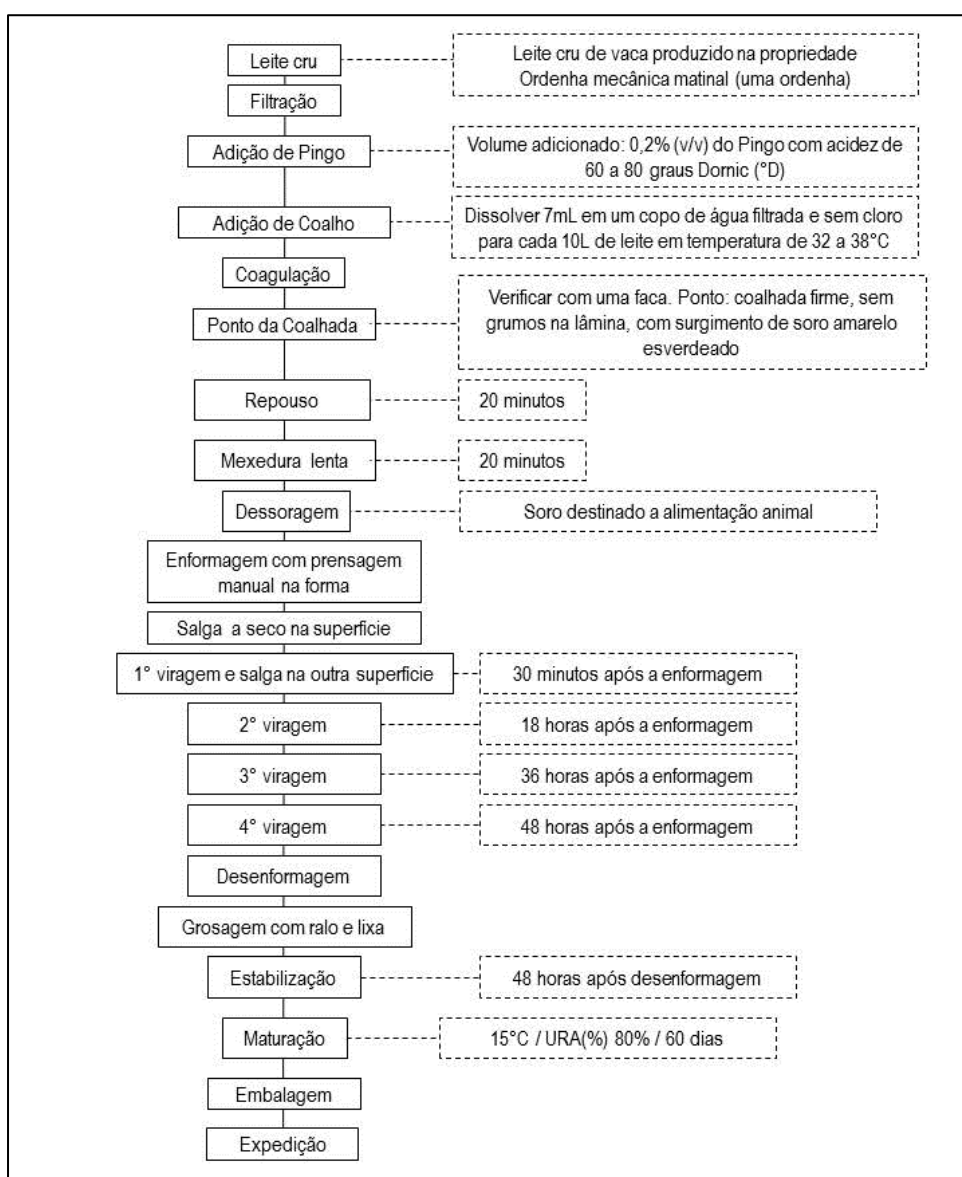 Leite cru
Leite cru de vaca produzido na propriedade
Ordenha mecânica matinal (uma ordenha)
Filtração
Adição de Pingo
Volume adicionado: 0,2% (v/v) do Pingo com acidez de
60 a 80 graus Dornic (°D)
Adição de Coalho
Dissolver 7mL em um copo de água filtrada e sem cloro
para cada 10L de leite em temperatura de 32 a 38°C
Coagulação
Ponto da Coalhada
Verificar com uma faca. Ponto: coalhada firme, sem
grumos na lâmina, com surgimento de soro amarelo
esverdeado
Repouso
20 minutos
Mexedura lenta
20 minutos
Dessoragem
Soro destinado a alimentação animal
Enformagem com prensagem
manual na forma
Salga a seco na superficie
1° viragem e salga na outra superfície
30 minutos após a enformagem
2° viragem
18 horas após a enformagem
3° viragem
36 horas após a enformagem
4° viragem
48 horas após a enformagem
Desenformagem
Grosagem com ralo e lixa
Estabilização
48 horas após desenformagem
Maturação
15°C / URA(%) 80% / 60 dias
Embalagem
Expedição